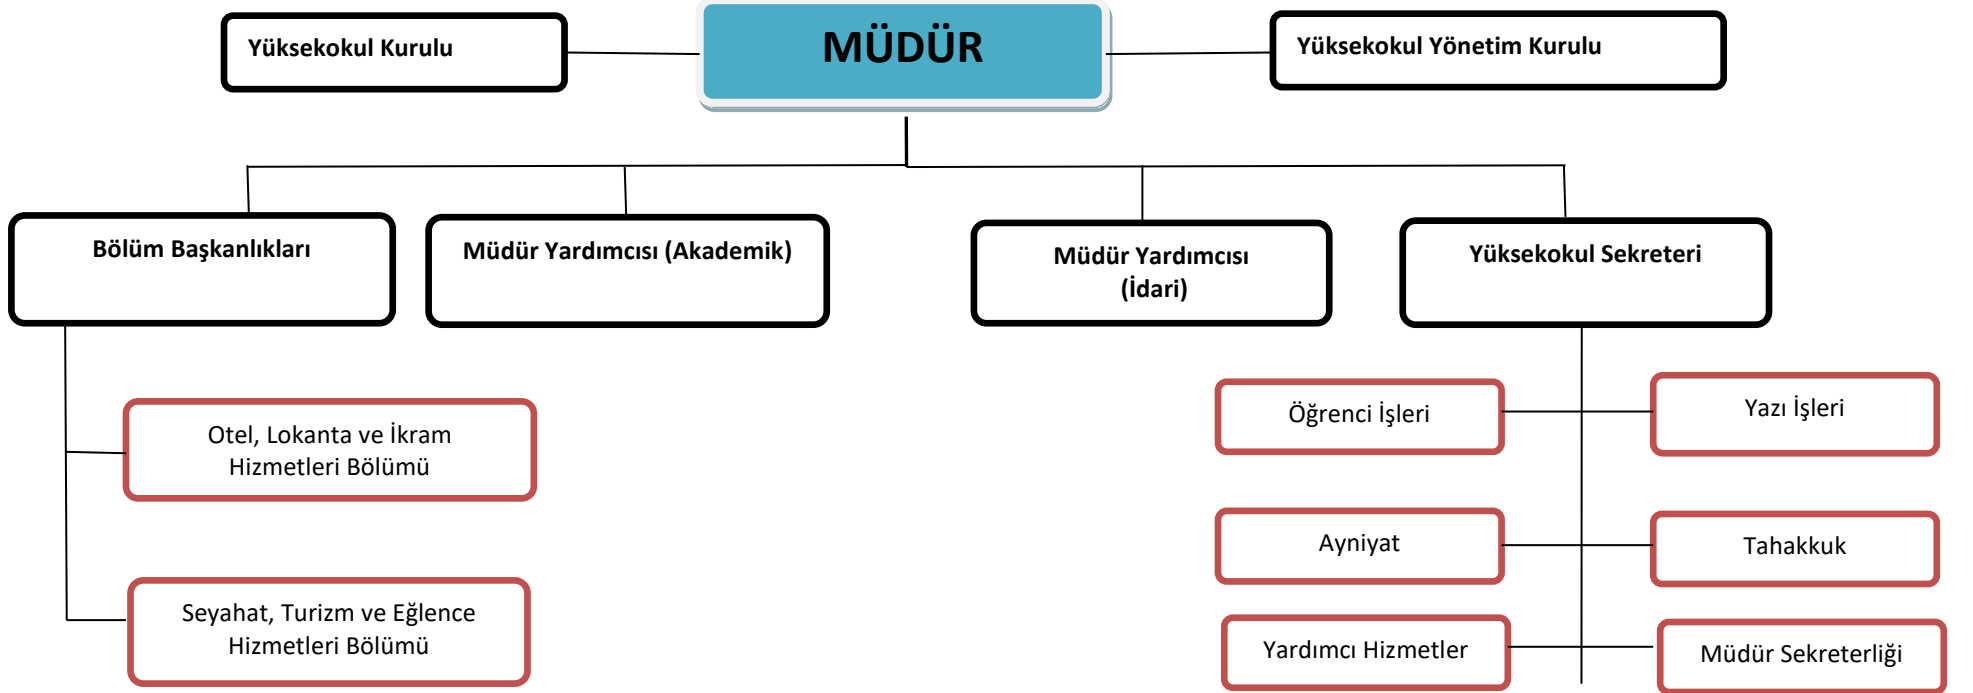 Yüksekokul Kurulu
MÜDÜR
Yüksekokul Yönetim Kurulu
Bölüm Başkanlıkları
Müdür Yardımcısı (Akademik)
Müdür Yardımcısı
(İdari)
Yüksekokul Sekreteri
Otel, Lokanta ve İkram
Hizmetleri Bölümü
Seyahat, Turizm ve Eğlence
Hizmetleri Bölümü
Öğrenci İşleri
Yazı İşleri
Ayniyat
Tahakkuk
Yardımcı Hizmetler
Müdür Sekreterliği